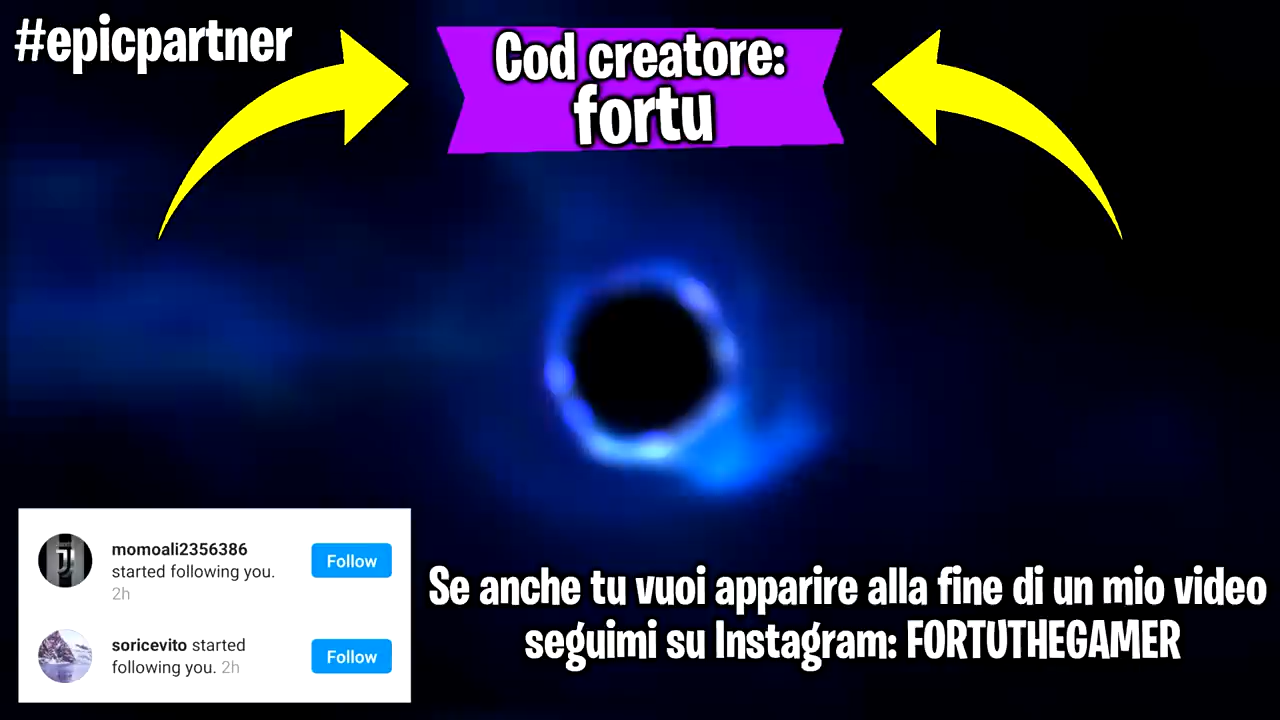 #epicpartner
Cod creatore:
fortu
momoali2356386
started following you.
2h
Follow
soricevito started
following you. 2h
Follow
Se anche tu vuoi apparire alla fine di un mio video
seguimi su Instagram: FORTUTHEGAMER